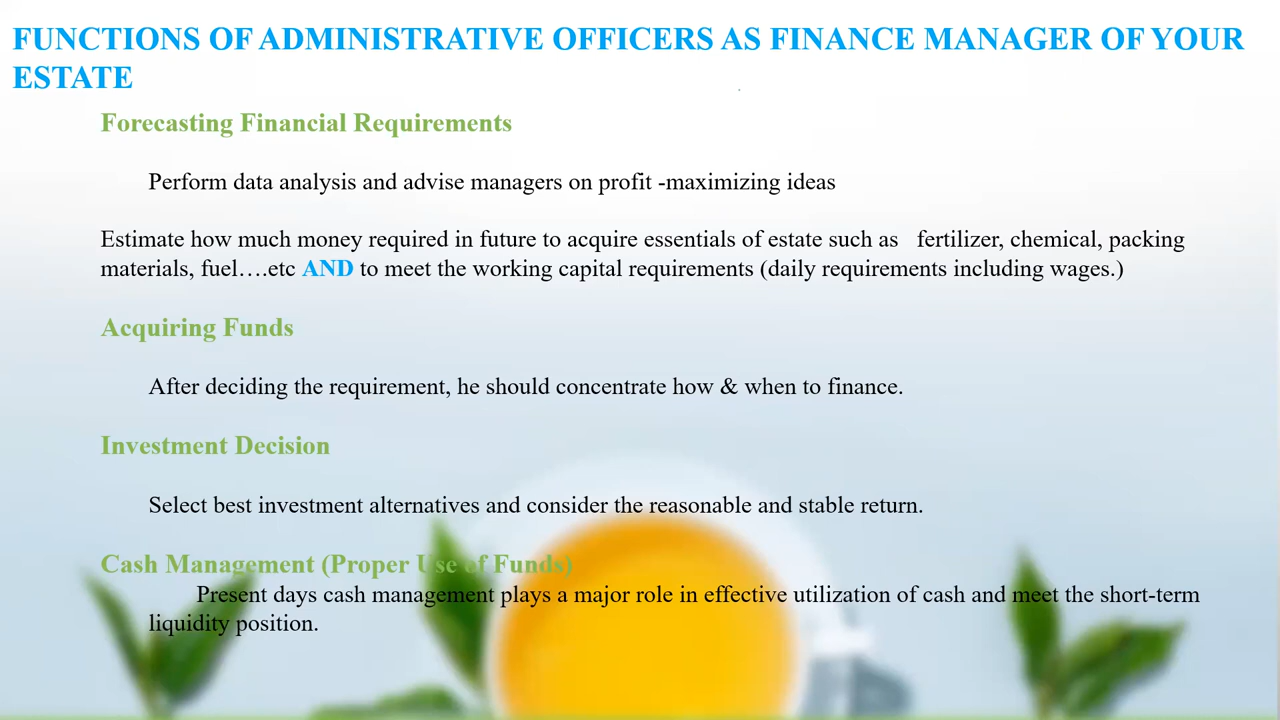 FUNCTIONS OF ADMINISTRATIVE OFFICERS AS FINANCE MANAGER OF YOUR
ESTATE
Forecasting Financial Requirements
Perform data analysis and advise managers on profit -maximizing ideas
Estimate how much money required in future to acquire essentials of estate such as fertilizer, chemical, packing
materials, fuel….etc AND to meet the working capital requirements (daily requirements including wages.)
Acquiring Funds
After deciding the requirement, he should concentrate how & when to finance.
Investment Decision
Select best investment alternatives and consider the reasonable and stable return.
Cash Management (Proper Use of Funds)
Present days cash management plays a major role in effective utilization of cash and meet the short-term
liquidity position.